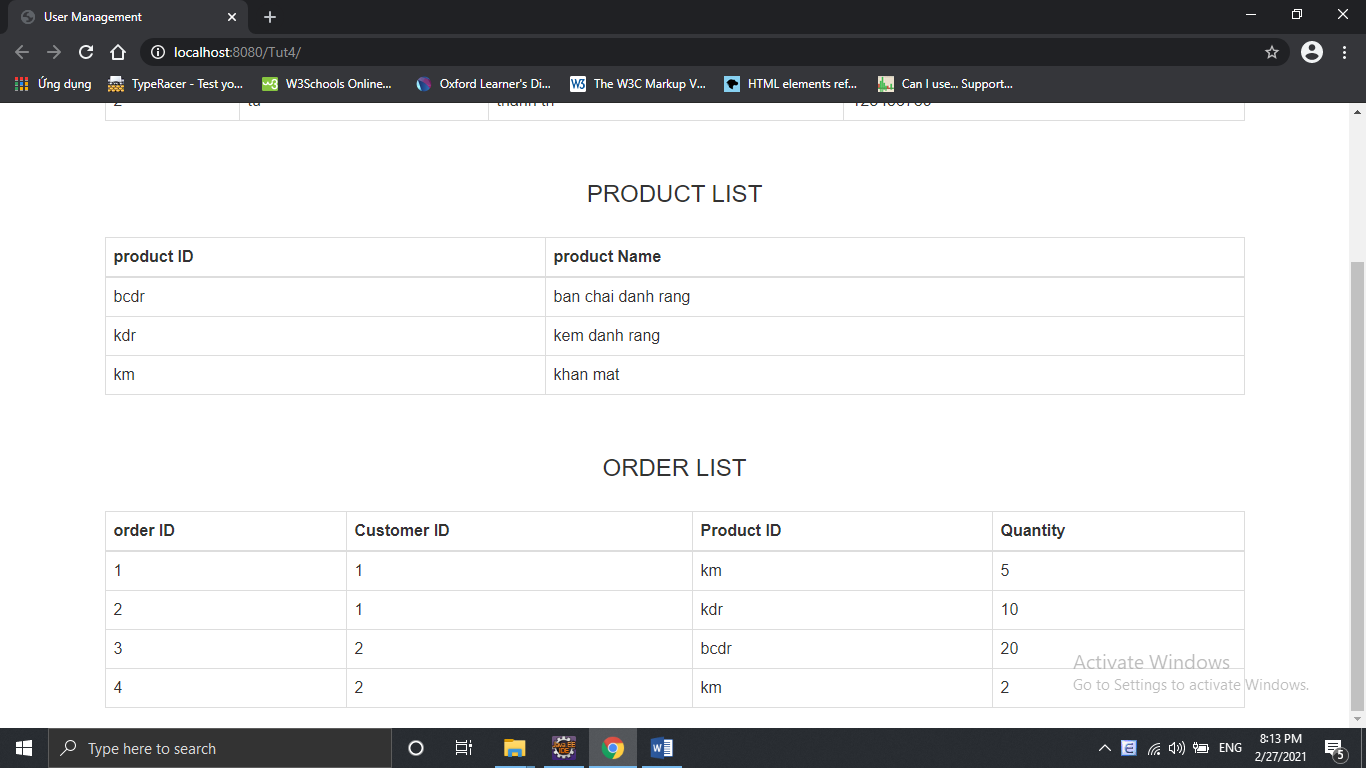 User Management
localhost:8080/Tut4/
Ứng dụng TypeRacer - Test yo... W3Schools Online... Oxford Learner's Di... The W3C Markup V... HTML elements ref... Can I use... Support...
PRODUCT LIST
product ID product Name
bcdr ban chai danh rang
kdr kem danh rang
km khan mat
ORDER LIST
order ID Customer ID Product ID Quantity
1 1 km 5
2 1 kdr 10
3 2 bcdr 20
4 2 km 2
Activate Windows
Go to Settings to activate Windows.
Type here to search
ENG
8:13 PM
2/27/2021
5